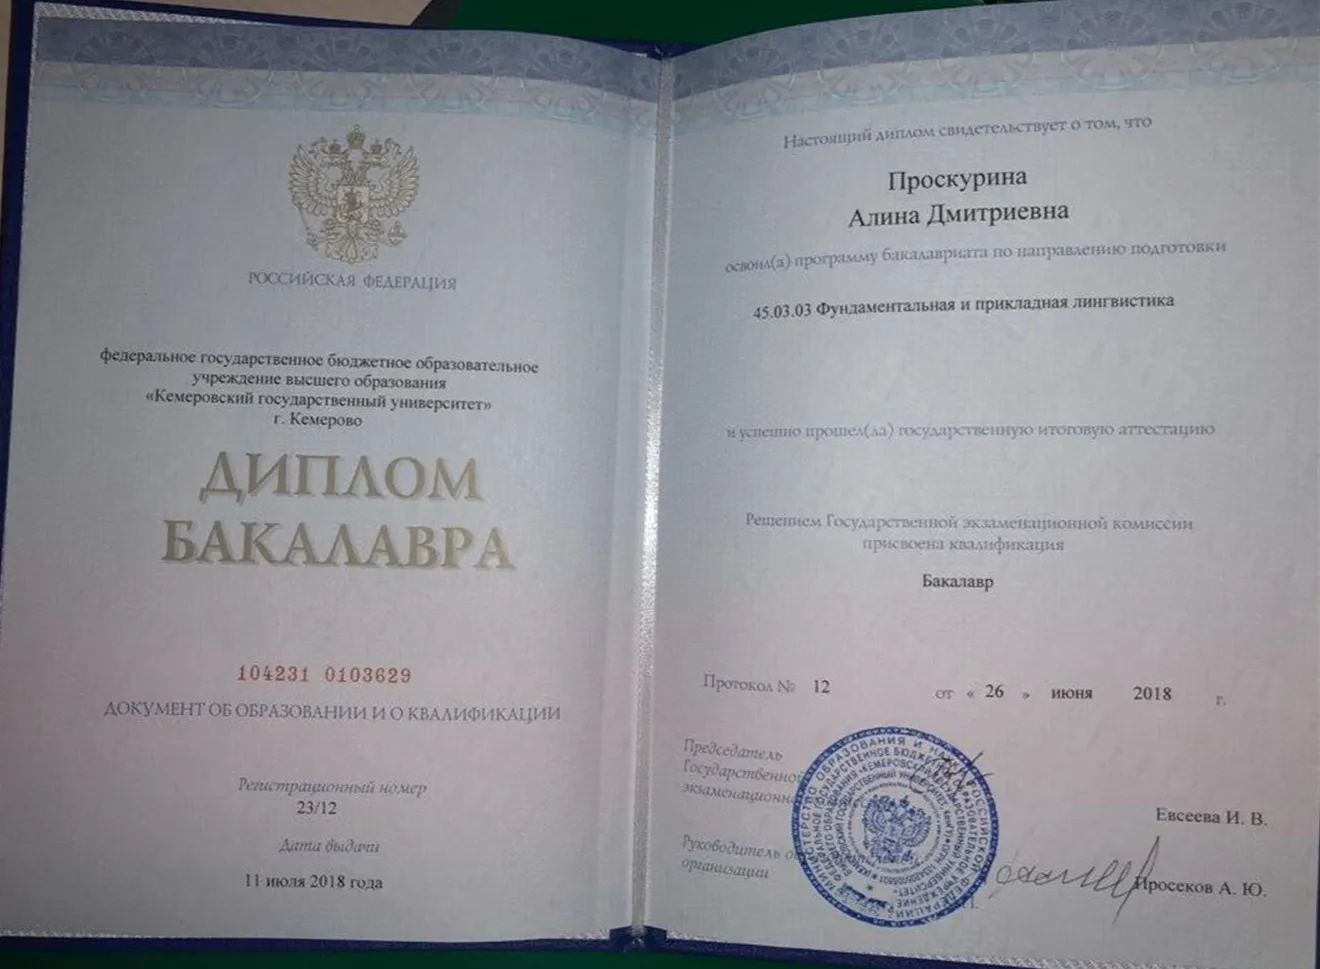 РОССИЙСКАЯ ФЕДЕРАЦИЯ
федеральное государственное бюджетное образовательное
учреждение высшего образования
«Кемеровский государственный университет»
г. Кемерово
ДИПЛОМ
БАКАЛАВРА
104231 0103629
ДОКУМЕНТ ОБ ОБРАЗОВАНИИ И О КВАЛИФИКАЦИИ
Регистрационный номер
23/12
Дата выдачи
11 июля 2018 года
Настоящий диплом свидетельствует о том, что
Проскурина
Алина Дмитриевна
освоил(а) программу бакалавриата по направлению подготовки
45.03.03 Фундаментальная и прикладная лингвистика
и успешно прошел(ла) государственную итоговую аттестацию
Решением Государственной экзаменационной комиссии
присвоена квалификация
Бакалавр
Протокол № 12 от « 26 » июня 2018 г.
Председатель
Государственной
экзаменационн
Евсеева И. В.
Руководитель
организации
Просеков А. Ю.